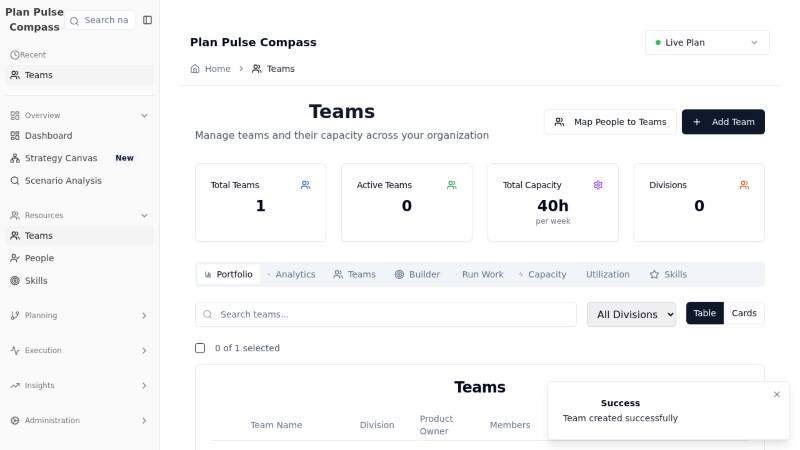 Plan Pulse
Compass
Search na
Recent
Teams
Overview
Dashboard
Strategy Canvas New
Scenario Analysis
Resources
Teams
People
Skills
Planning
Execution
Insights
Administration
Plan Pulse Compass
Live Plan
Home > Teams
Teams
Manage teams and their capacity across your organization
Map People to Teams
+ Add Team
Total Teams
1
Active Teams
0
Total Capacity
40h
per week
Divisions
0
Portfolio Analytics Teams Builder Run Work Capacity Utilization Skills
Search teams...
All Divisions
Table Cards
0 of 1 selected
Teams
Team Name Division Product Owner Members
Success
Team created successfully